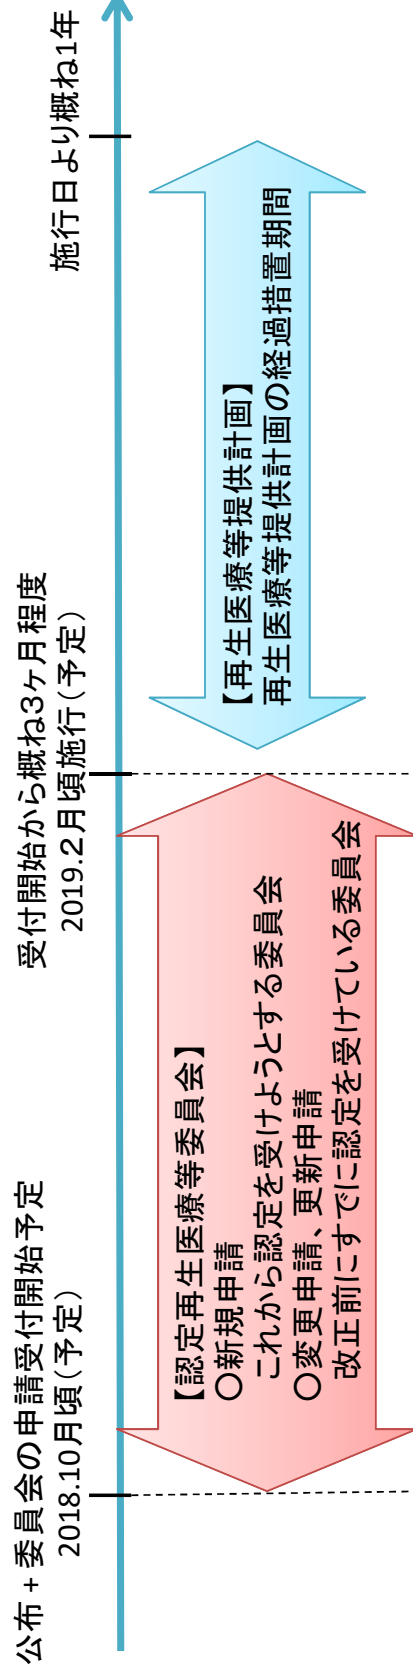 公布+委員会の申請受付開始予定
2018.10月頃(予定)
受付開始から概ね3ヶ月程度
2019.2月頃施行(予定)
施行日より概ね1年
【認定再生医療等委員会】
○新規申請
これから認定を受けようとする委員会
○変更申請、更新申請
改正前にすでに認定を受けている委員会
【再生医療等提供計画】
再生医療等提供計画の経過措置期間